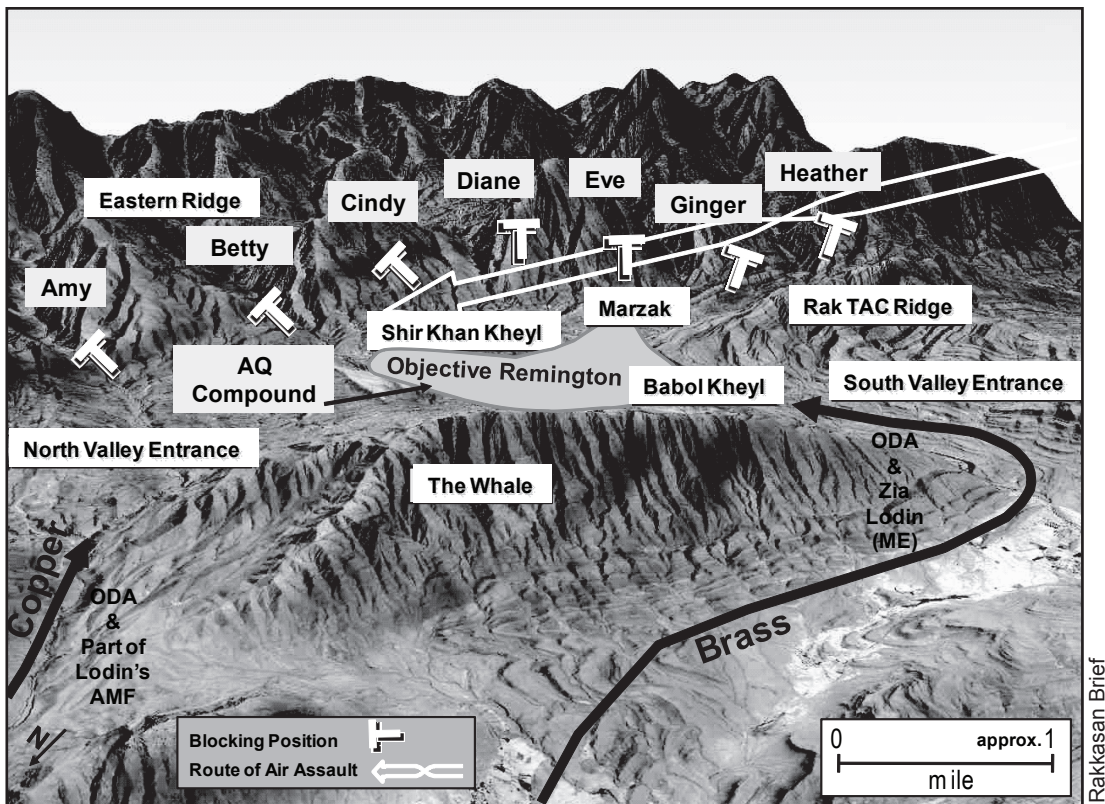 Heather
Diane
Eve
Eastern Ridge
Cindy
Ginger
Betty
Amy
Marzak
Rak TAC Ridge
Shir Khan Kheyl
AQ
Compound
Objective Remington
Babol Kheyl
South Valley Entrance
North Valley Entrance
The Whale
ODA
&
Zia
Lodin
(ME)
Copper
ODA
&
Part of
Lodin's
AMF
Brass
N
Blocking Position
Route of Air Assault
0 approx. 1
mile
Rakkasan Brief